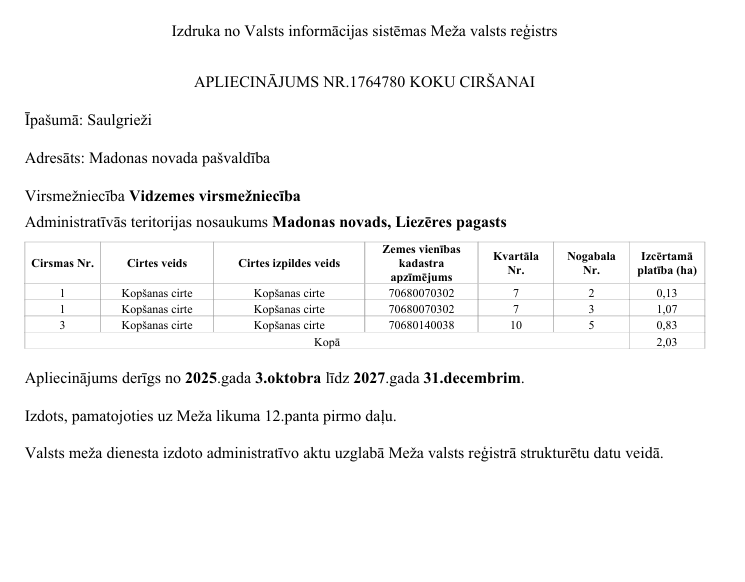 Izdruka no Valsts informācijas sistēmas Meža valsts reģistrs
APLIECINĀJUMS NR.1764780 KOKU CIRŠANAI
Īpašumā: Saulgrieži
Adresāts: Madonas novada pašvaldība
Virsmežniecība Vidzemes virsmežniecība
Administratīvās teritorijas nosaukums Madonas novads, Liezēres pagasts
Cirsmas Nr. Cirtes veids Cirtes izpildes veids Zemes vienības kadastra apzīmējums Kvartāla Nr. Nogabala Nr. Izcērtamā platība (ha)
1 Kopšanas cirte Kopšanas cirte 70680070302 7 2 0,13
1 Kopšanas cirte Kopšanas cirte 70680070302 7 3 1,07
3 Kopšanas cirte Kopšanas cirte 70680140038 10 5 0,83
Kopā 2,03
Apliecinājums derīgs no 2025.gada 3.oktobra līdz 2027.gada 31.decembrim.
Izdots, pamatojoties uz Meža likuma 12.panta pirmo daļu.
Valsts meža dienesta izdoto administratīvo aktu uzglabā Meža valsts reģistrā strukturētu datu veidā.